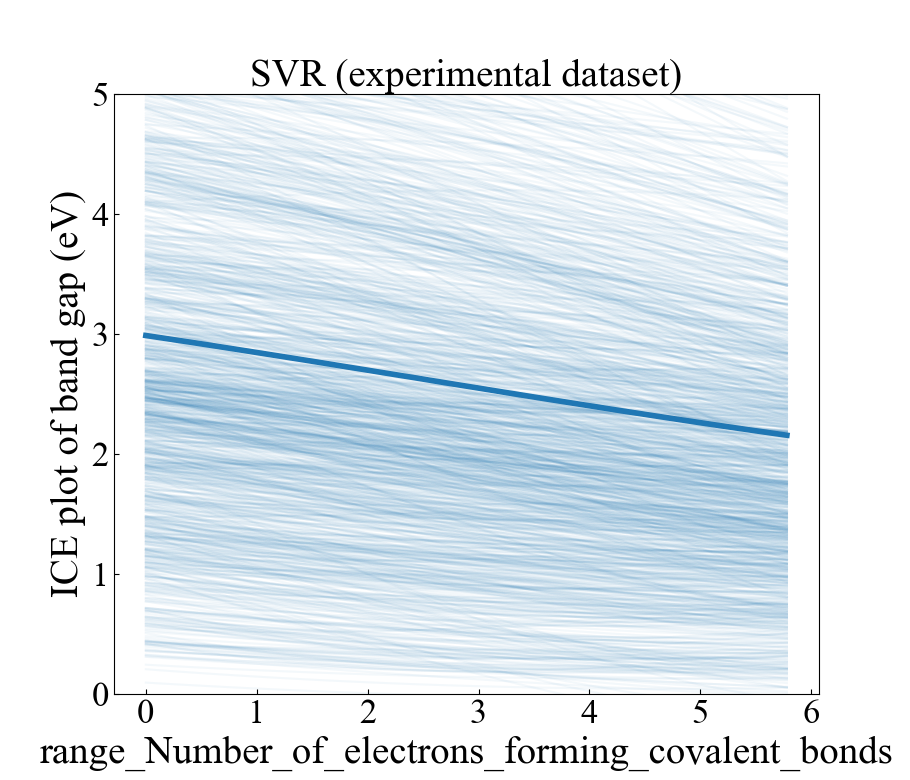 SVR (experimental dataset)
ICE plot of band gap (eV)
5
4
3
2
1
0
0 1 2 3 4 5 6
range_Number_of_electrons_forming_covalent_bonds